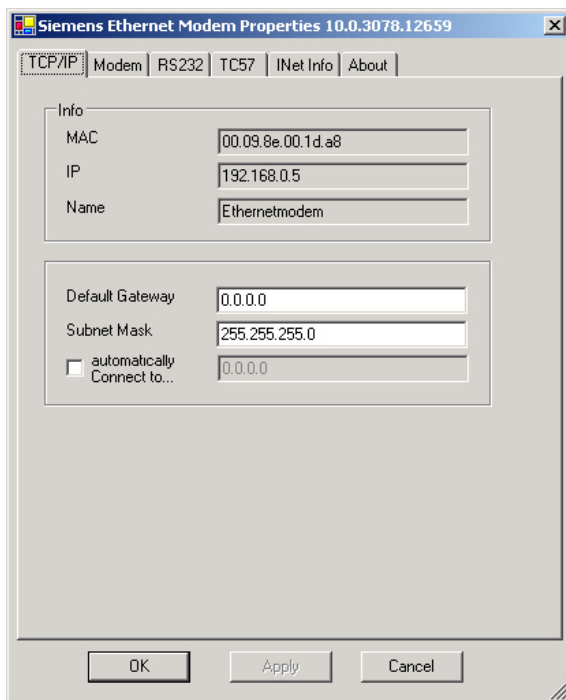 Siemens Ethernet Modem Properties 10.0.3078.12659
TCP/IP Modem RS232 TC57 INet Info About
Info
MAC 00.09.8e.00.1d.a8
IP 192.168.0.5
Name Ethernetmodem
Default Gateway 0.0.0.0
Subnet Mask 255.255.255.0
automatically
Connect to... 0.0.0.0
OK Apply Cancel